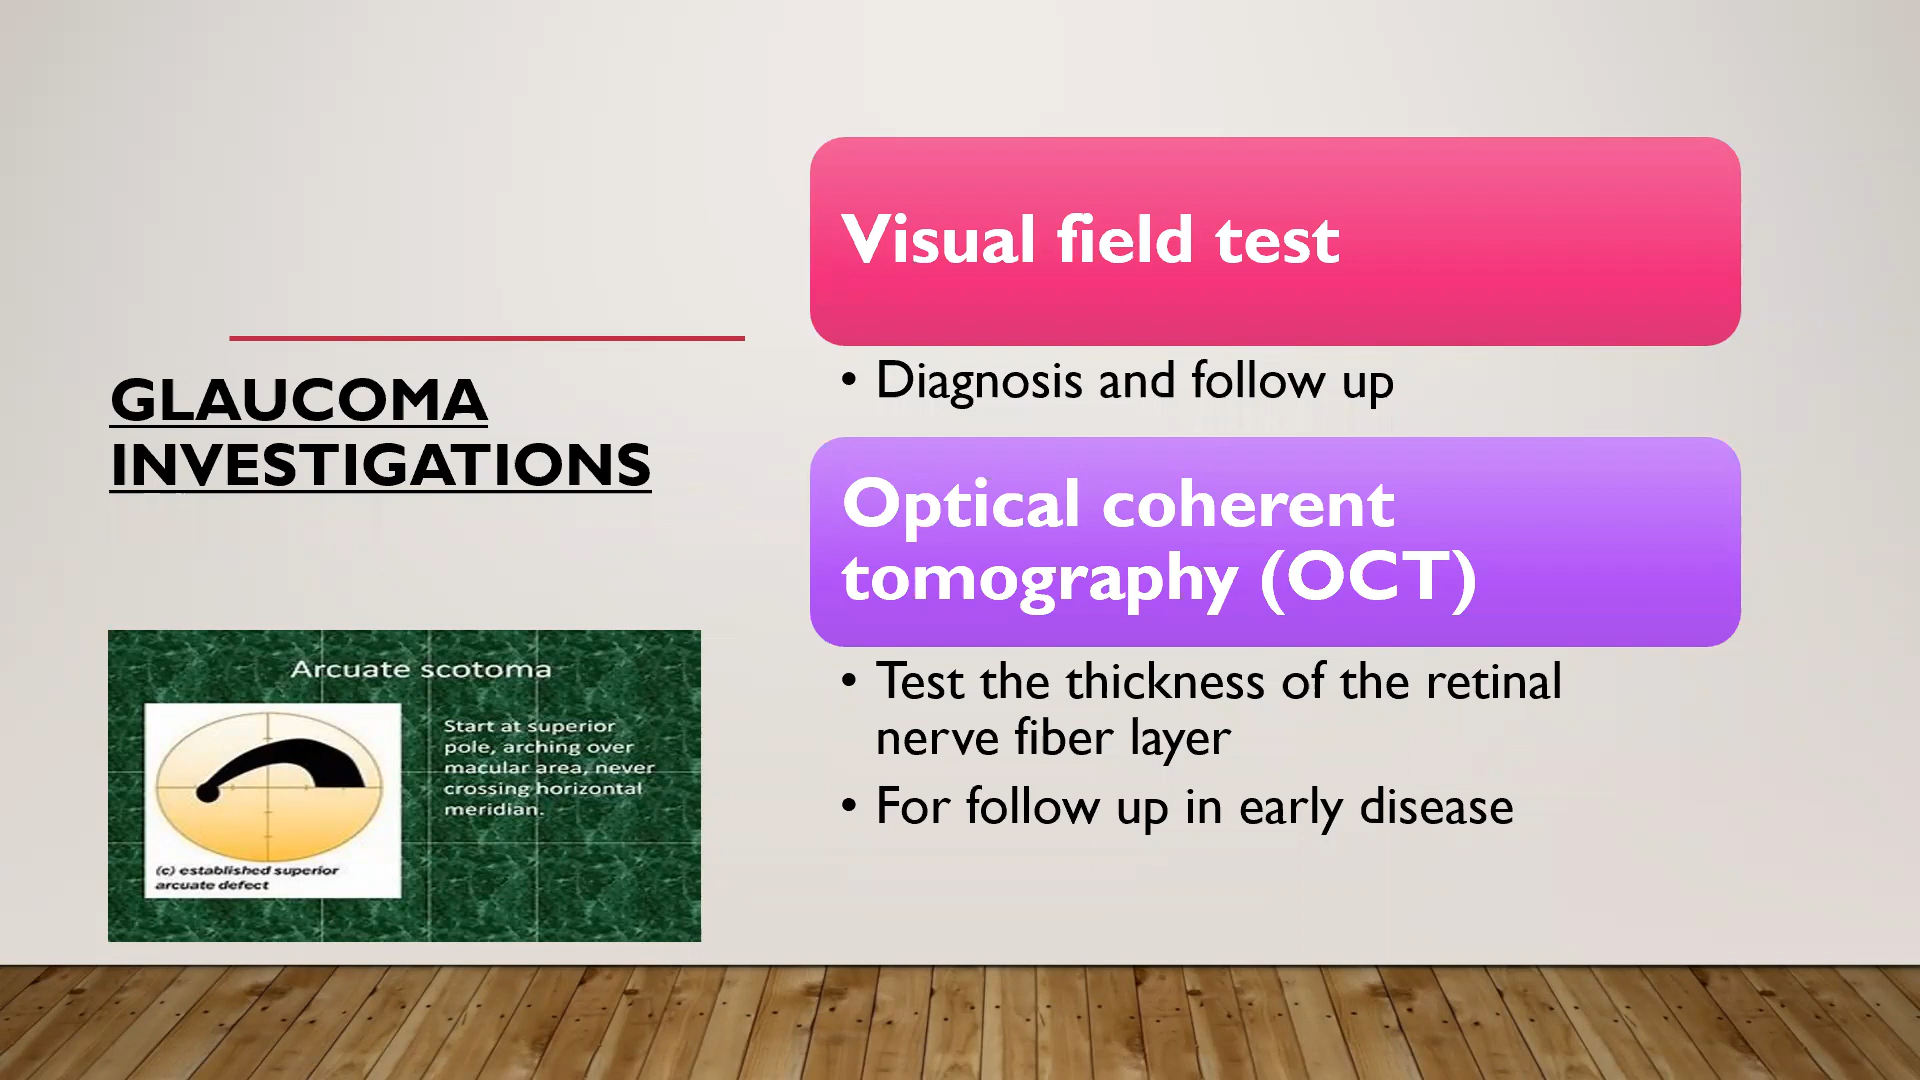 GLAUCOMA
INVESTIGATIONS
Arcuate scotoma
Start at superior
pole, arching over
macular area, never
crossing horizontal
meridian.
(c) established superior
arcuate defect
Visual field test
• Diagnosis and follow up
Optical coherent
tomography (OCT)
• Test the thickness of the retinal
nerve fiber layer
• For follow up in early disease